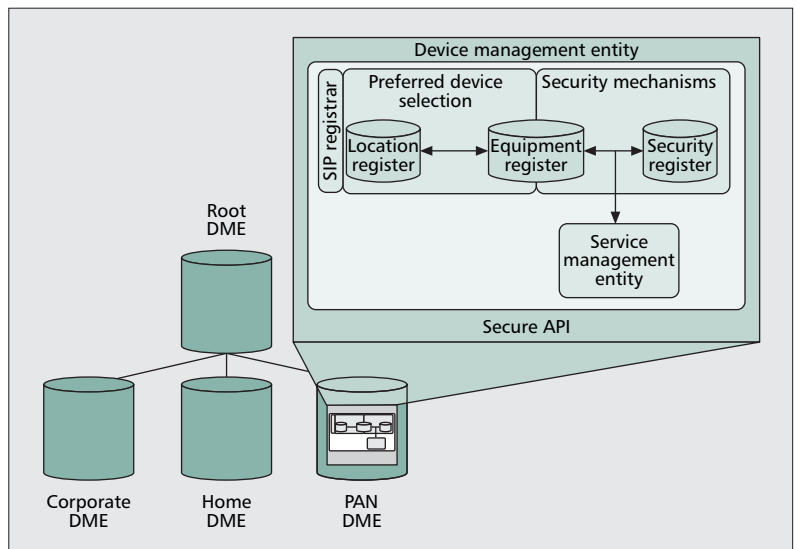 Device management entity
SIP registrar
Preferred device
selection
Security mechanisms
Location
register
Equipment
register
Security
register
Service
management
entity
Secure API
Root
DME
Corporate
DME
Home
DME
PAN
DME